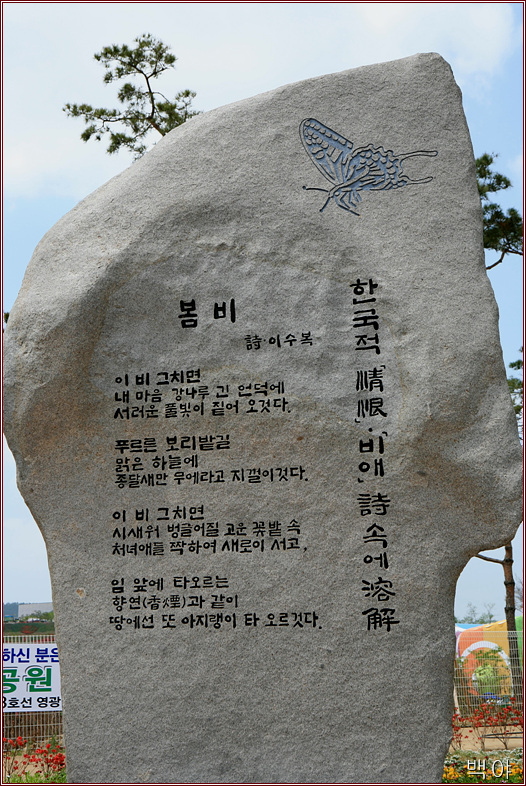 봄비
詩·이수복
이 비 그치면
내 마음 강나루 긴 언덕에
서러운 풀빛이 짙어 오것다.
푸르른 보리밭길
맑은 하늘에
종달새만 무에라고 지껄이것다.
이 비 그치면
시새워 벙글어질 고운 꽃밭 속
처녀애들 짝하여 새로이 서고,
임 앞에 타오르는
향연(香煙)과 같이
땅에선 또 아지랭이 타 오르것다.
한국적「情恨」·「비애」詩 속에 溶解
하신 분은
공원
호선 영광
백야